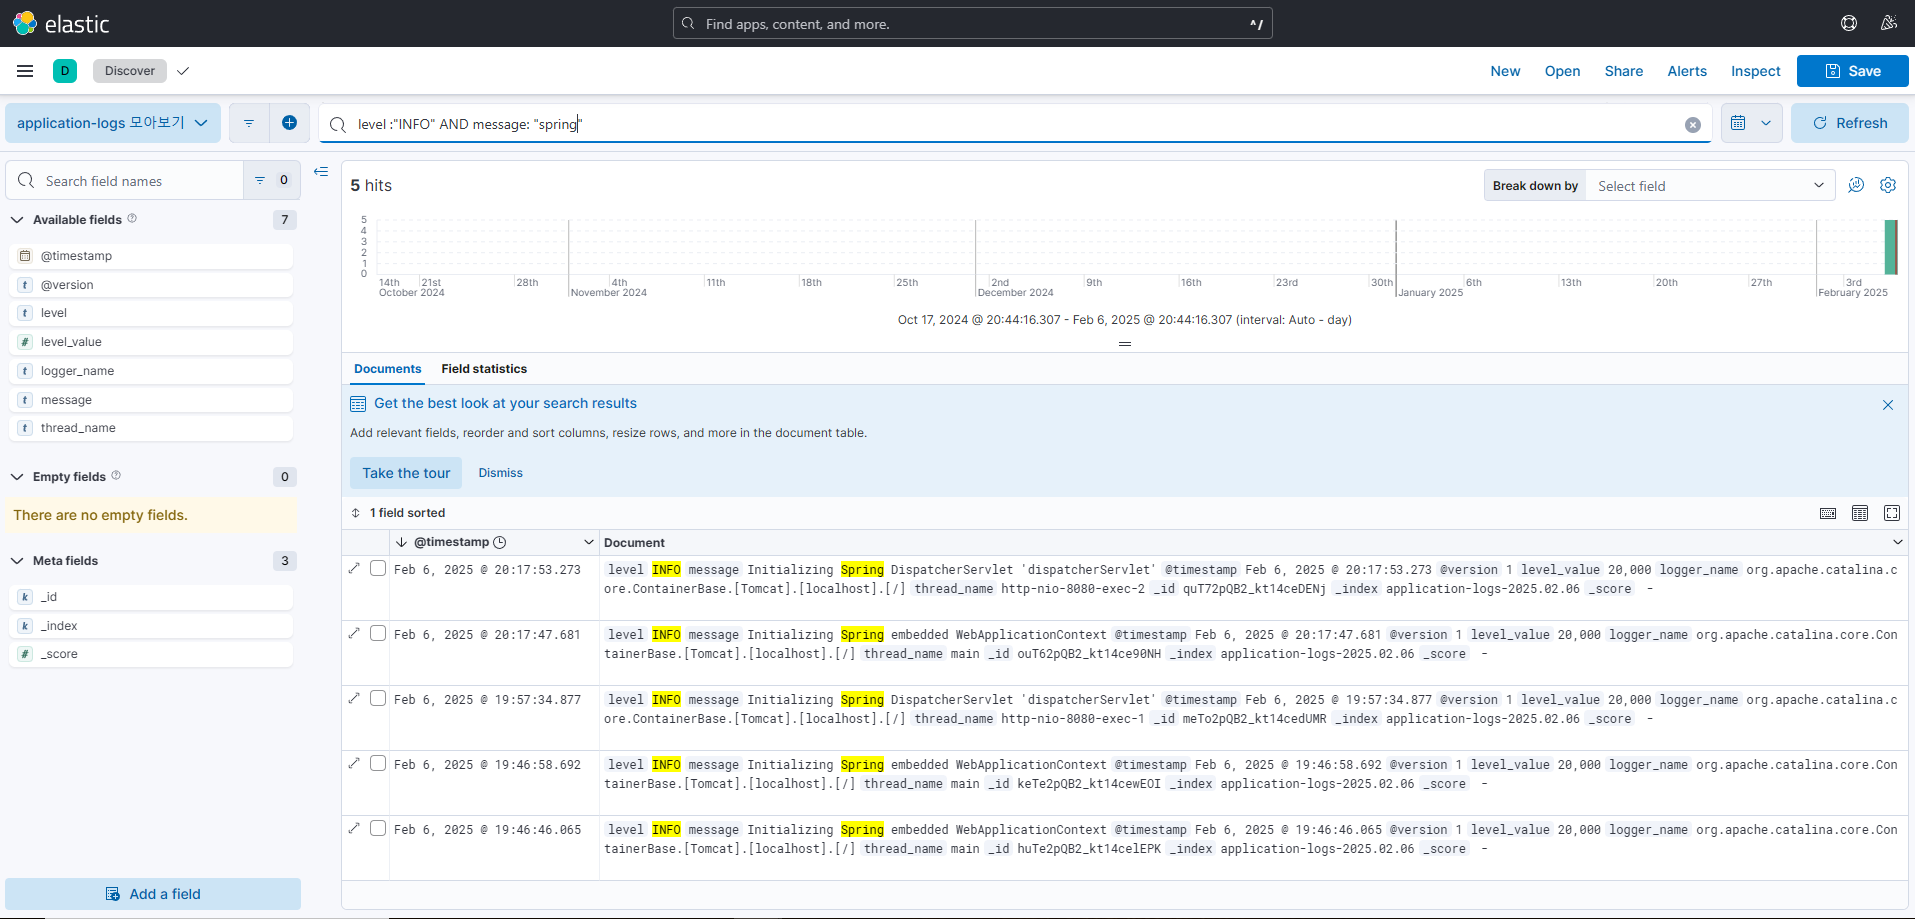 elastic
Find apps, content, and more.
^/
D
Discover
New
Open
Share
Alerts
Inspect
Save
application-logs 모아보기
level :"INFO" AND message: "spring"
Refresh
Search field names
0
Available fields
7
@timestamp
@version
level
level_value
logger_name
message
thread_name
Empty fields
0
There are no empty fields.
Meta fields
3
_id
_index
_score
Add a field
5 hits
Break down by
Select field
5
4
3
2
1
0
14th 21st 28th 4th 11th 18th 25th 2nd 9th 16th 23rd 30th 6th 13th 20th 27th 3rd
October 2024 November 2024 December 2024 January 2025 February 2025
Oct 17, 2024 @ 20:44:16.307 - Feb 6, 2025 @ 20:44:16.307 (interval: Auto - day)
Documents
Field statistics
Get the best look at your search results
Add relevant fields, reorder and sort columns, resize rows, and more in the document table.
Take the tour
Dismiss
1 field sorted
@timestamp
Document
Feb 6, 2025 @ 20:17:53.273
level INFO message Initializing Spring DispatcherServlet 'dispatcherServlet' @timestamp Feb 6, 2025 @ 20:17:53.273 @version 1 level_value 20,000 logger_name org.apache.catalina.c
ore.ContainerBase.[Tomcat].[localhost].[/] thread_name http-nio-8080-exec-2 _id quT72pQB2_kt14ceDENj _index application-logs-2025.02.06 _score -
Feb 6, 2025 @ 20:17:47.681
level INFO message Initializing Spring embedded WebApplicationContext @timestamp Feb 6, 2025 @ 20:17:47.681 @version 1 level_value 20,000 logger_name org.apache.catalina.core.Con
tainerBase.[Tomcat].[localhost].[/] thread_name main _id ouT62pQB2_kt14ce90NH _index application-logs-2025.02.06 _score -
Feb 6, 2025 @ 19:57:34.877
level INFO message Initializing Spring DispatcherServlet 'dispatcherServlet' @timestamp Feb 6, 2025 @ 19:57:34.877 @version 1 level_value 20,000 logger_name org.apache.catalina.c
ore.ContainerBase.[Tomcat].[localhost].[/] thread_name http-nio-8080-exec-1 _id meTo2pQB2_kt14cedUMR _index application-logs-2025.02.06 _score -
Feb 6, 2025 @ 19:46:58.692
level INFO message Initializing Spring embedded WebApplicationContext @timestamp Feb 6, 2025 @ 19:46:58.692 @version 1 level_value 20,000 logger_name org.apache.catalina.core.Con
tainerBase.[Tomcat].[localhost].[/] thread_name main _id keTe2pQB2_kt14cewEOI _index application-logs-2025.02.06 _score -
Feb 6, 2025 @ 19:46:46.065
level INFO message Initializing Spring embedded WebApplicationContext @timestamp Feb 6, 2025 @ 19:46:46.065 @version 1 level_value 20,000 logger_name org.apache.catalina.core.Con
tainerBase.[Tomcat].[localhost].[/] thread_name main _id huTe2pQB2_kt14celEPK _index application-logs-2025.02.06 _score -